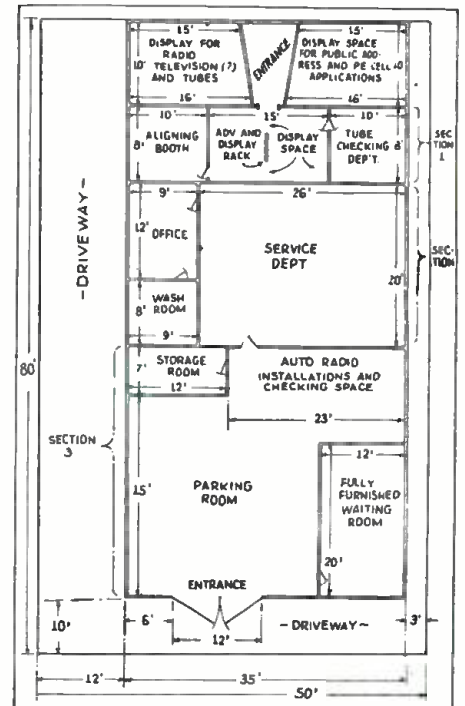 15'
DISPLAY FOR
RADIO
10' TELEVISION (?)
AND TUBES
16'
ENTRANCE
15'
DISPLAY SPACE
FOR PUBLIC ADD-
RESS AND
APPLICATIONS
16'
10'
ALIGNING
BOOTH
8'
15'
ADV AND
DISPLAY
RACK
DISPLAY
SPACE
10'
TUBE
CHECKING 8'
DEP'T.
SEC
TION
1
9'
12'
OFFICE
26'
SERVICE
DEPT
20'
SEC-
TION
8'
WASH
ROOM
9'
-DRIVEWAY-
80'
7'
STORAGE
ROOM
12'
AUTO RADIO
INSTALLATIONS AND
CHECKING SPACE
23'
SECTION
3
15'
PARKING
ROOM
12'
FULLY
FURNISHED
WAITING
ROOM
20'
ENTRANCE
10'
6'
12'
-DRIVEWAY-
3'
12'
35'
50'